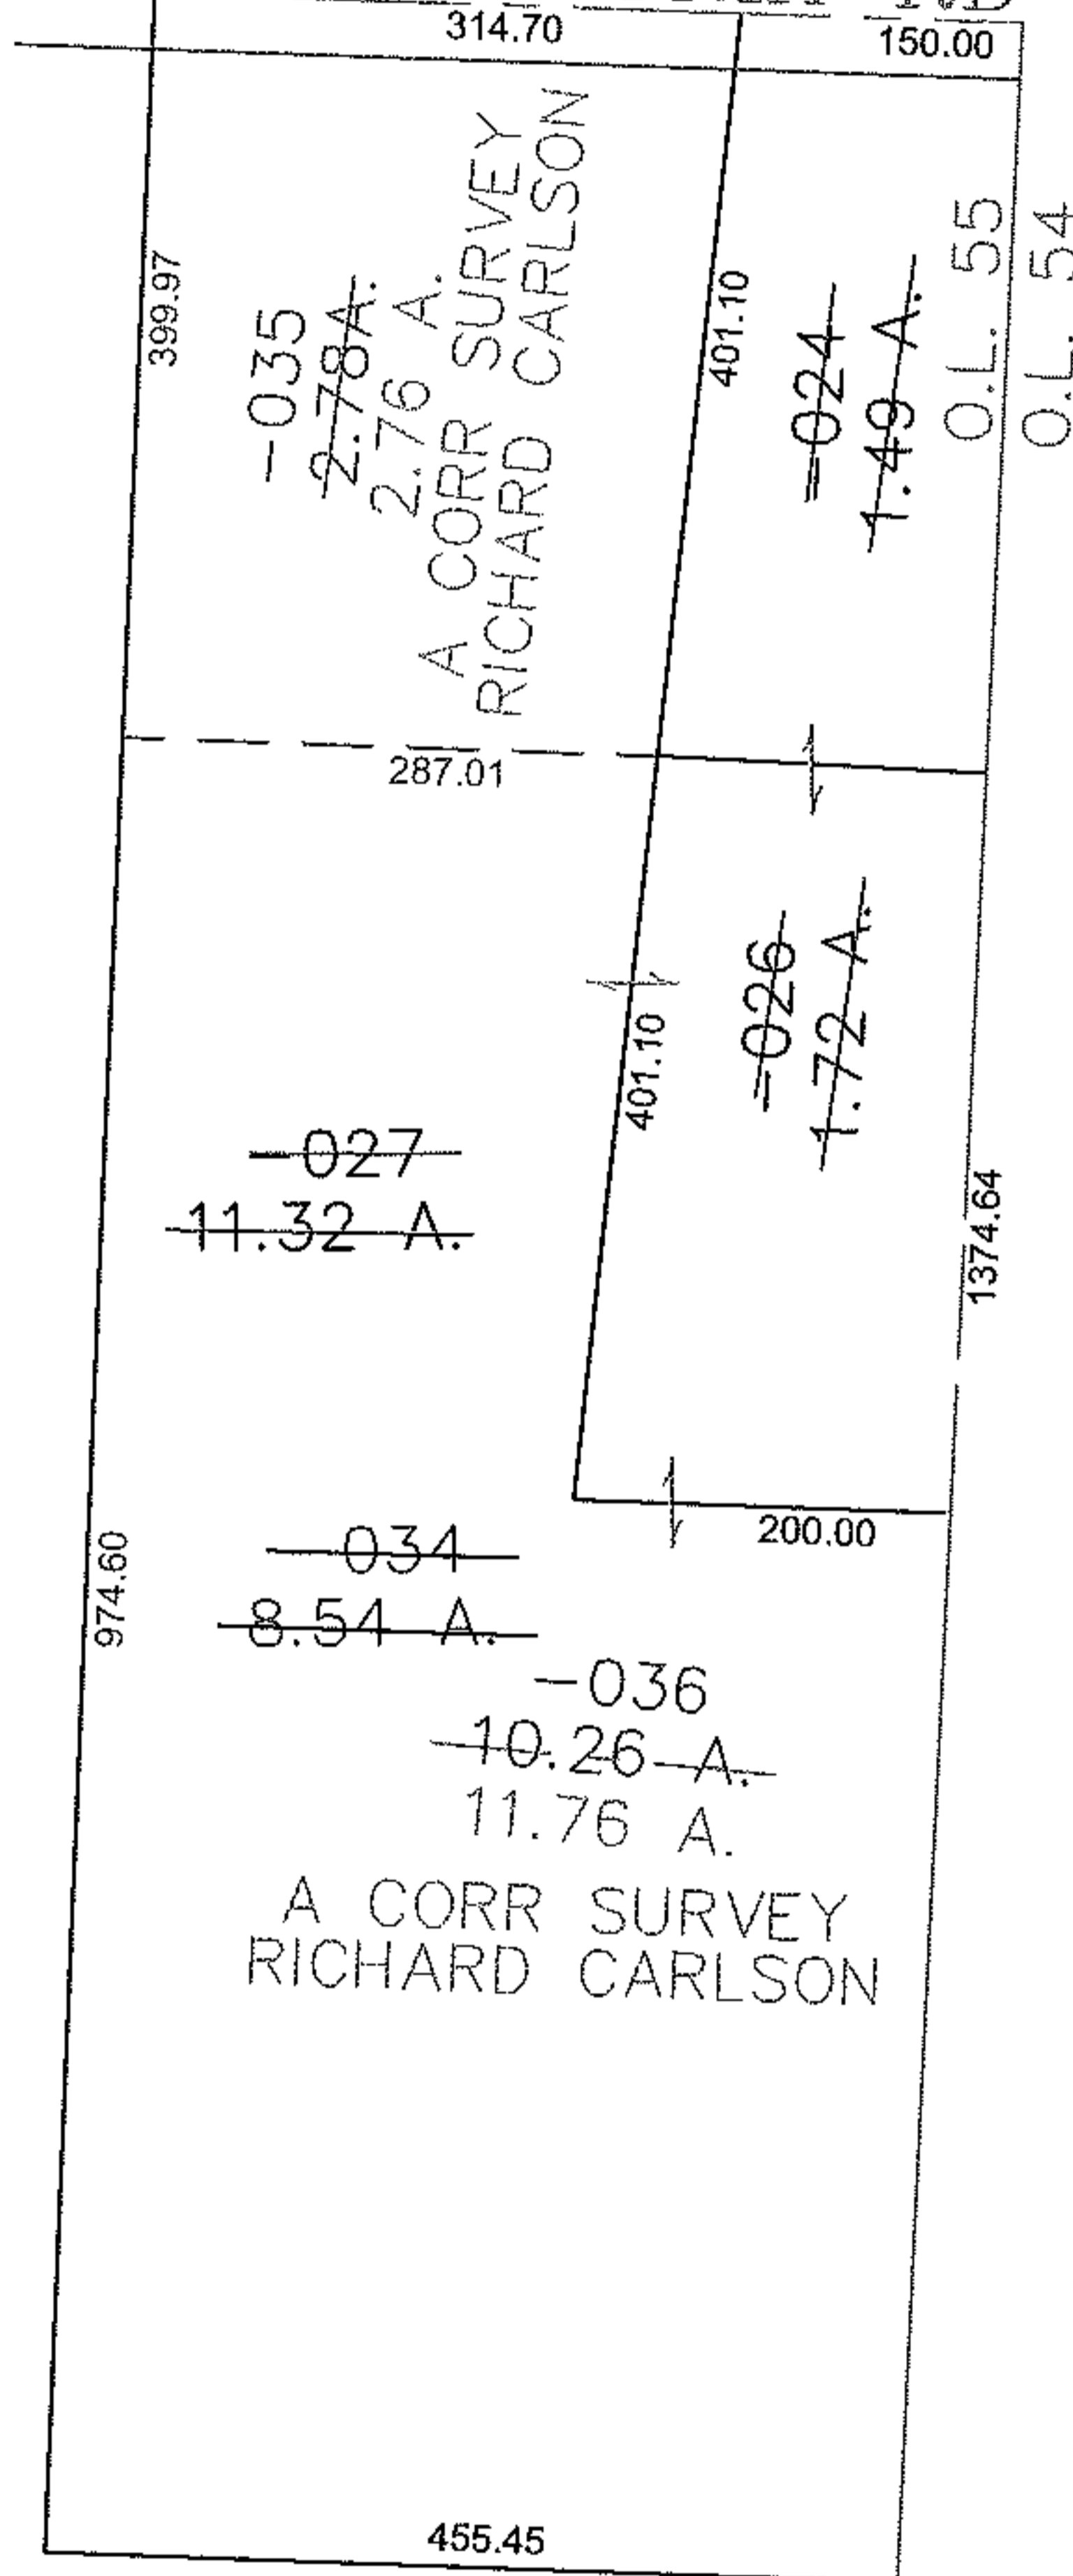 314.70
150.00
399.97
-035
2.78 A.
2.76 A.
A CORR SURVEY
RICHARD CARLSON
401.10
-024
1.49 A.
O.L. 55
O.L. 54
287.01
-026
1.72 A.
401.10
-027
11.32 A.
1374.64
200.00
974.60
-034
8.54 A.
-036
10.26 A.
11.76 A.
A CORR SURVEY
RICHARD CARLSON
455.45